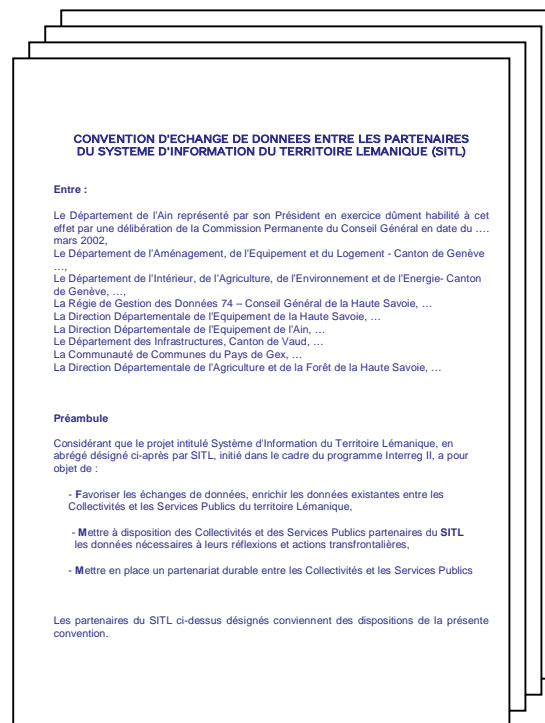 CONVENTION D'ECHANGE DE DONNEES ENTRE LES PARTENAIRES
DU SYSTEME D'INFORMATION DU TERRITOIRE LEMANIQUE (SITL)
Entre :
Le Département de l'Ain représenté par son Président en exercice dûment habilité à cet
effet par une délibération de la Commission Permanente du Conseil Général en date du ....
mars 2002,
Le Département de l'Aménagement, de l'Equipement et du Logement - Canton de Genève
...,
Le Département de l'Intérieur, de l'Agriculture, de l'Environnement et de l'Energie- Canton
de Genève, ...,
La Régie de Gestion des Données 74 – Conseil Général de la Haute Savoie, ...
La Direction Départementale de l'Equipement de la Haute Savoie, ...
La Direction Départementale de l'Equipement de l'Ain, ...
Le Département des Infrastructures, Canton de Vaud, ...
La Communauté de Communes du Pays de Gex, ...
La Direction Départementale de l'Agriculture et de la Forêt de la Haute Savoie, ...
Préambule
Considérant que le projet intitulé Système d'Information du Territoire Lémanique, en
abrégé désigné ci-après par SITL, initié dans le cadre du programme Interreg II, a pour
objet de :
- Favoriser les échanges de données, enrichir les données existantes entre les
Collectivités et les Services Publics du territoire Lémanique,
- Mettre à disposition des Collectivités et des Services Publics partenaires du SITL
les données nécessaires à leurs réflexions et actions transfrontalières,
- Mettre en place un partenariat durable entre les Collectivités et les Services Publics
Les partenaires du SITL ci-dessus désignés conviennent des dispositions de la présente
convention.